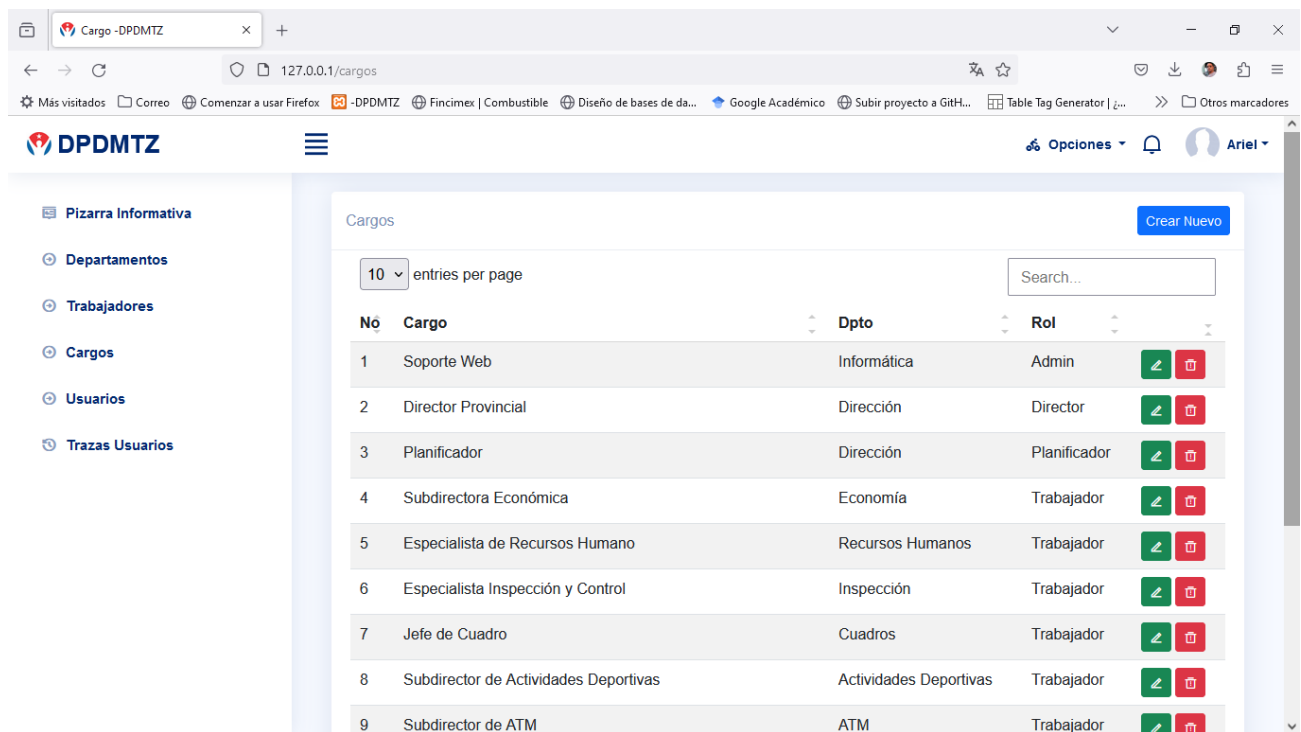 Cargo -DPDMTZ
127.0.0.1/cargos
Más visitados Correo Comenzar a usar Firefox -DPDMTZ Fincimex | Combustible Diseño de bases de da... Google Académico Subir proyecto a GitH... Table Tag Generator | ¿... Otros marcadores
DPDMTZ Opciones Ariel
Pizarra Informativa
Departamentos
Trabajadores
Cargos
Usuarios
Trazas Usuarios
Cargos Crear Nuevo
10 entries per page Search...
No Cargo Dpto Rol
1 Soporte Web Informática Admin
2 Director Provincial Dirección Director
3 Planificador Dirección Planificador
4 Subdirectora Económica Economía Trabajador
5 Especialista de Recursos Humano Recursos Humanos Trabajador
6 Especialista Inspección y Control Inspección Trabajador
7 Jefe de Cuadro Cuadros Trabajador
8 Subdirector de Actividades Deportivas Actividades Deportivas Trabajador
9 Subdirector de ATM ATM Trabajador